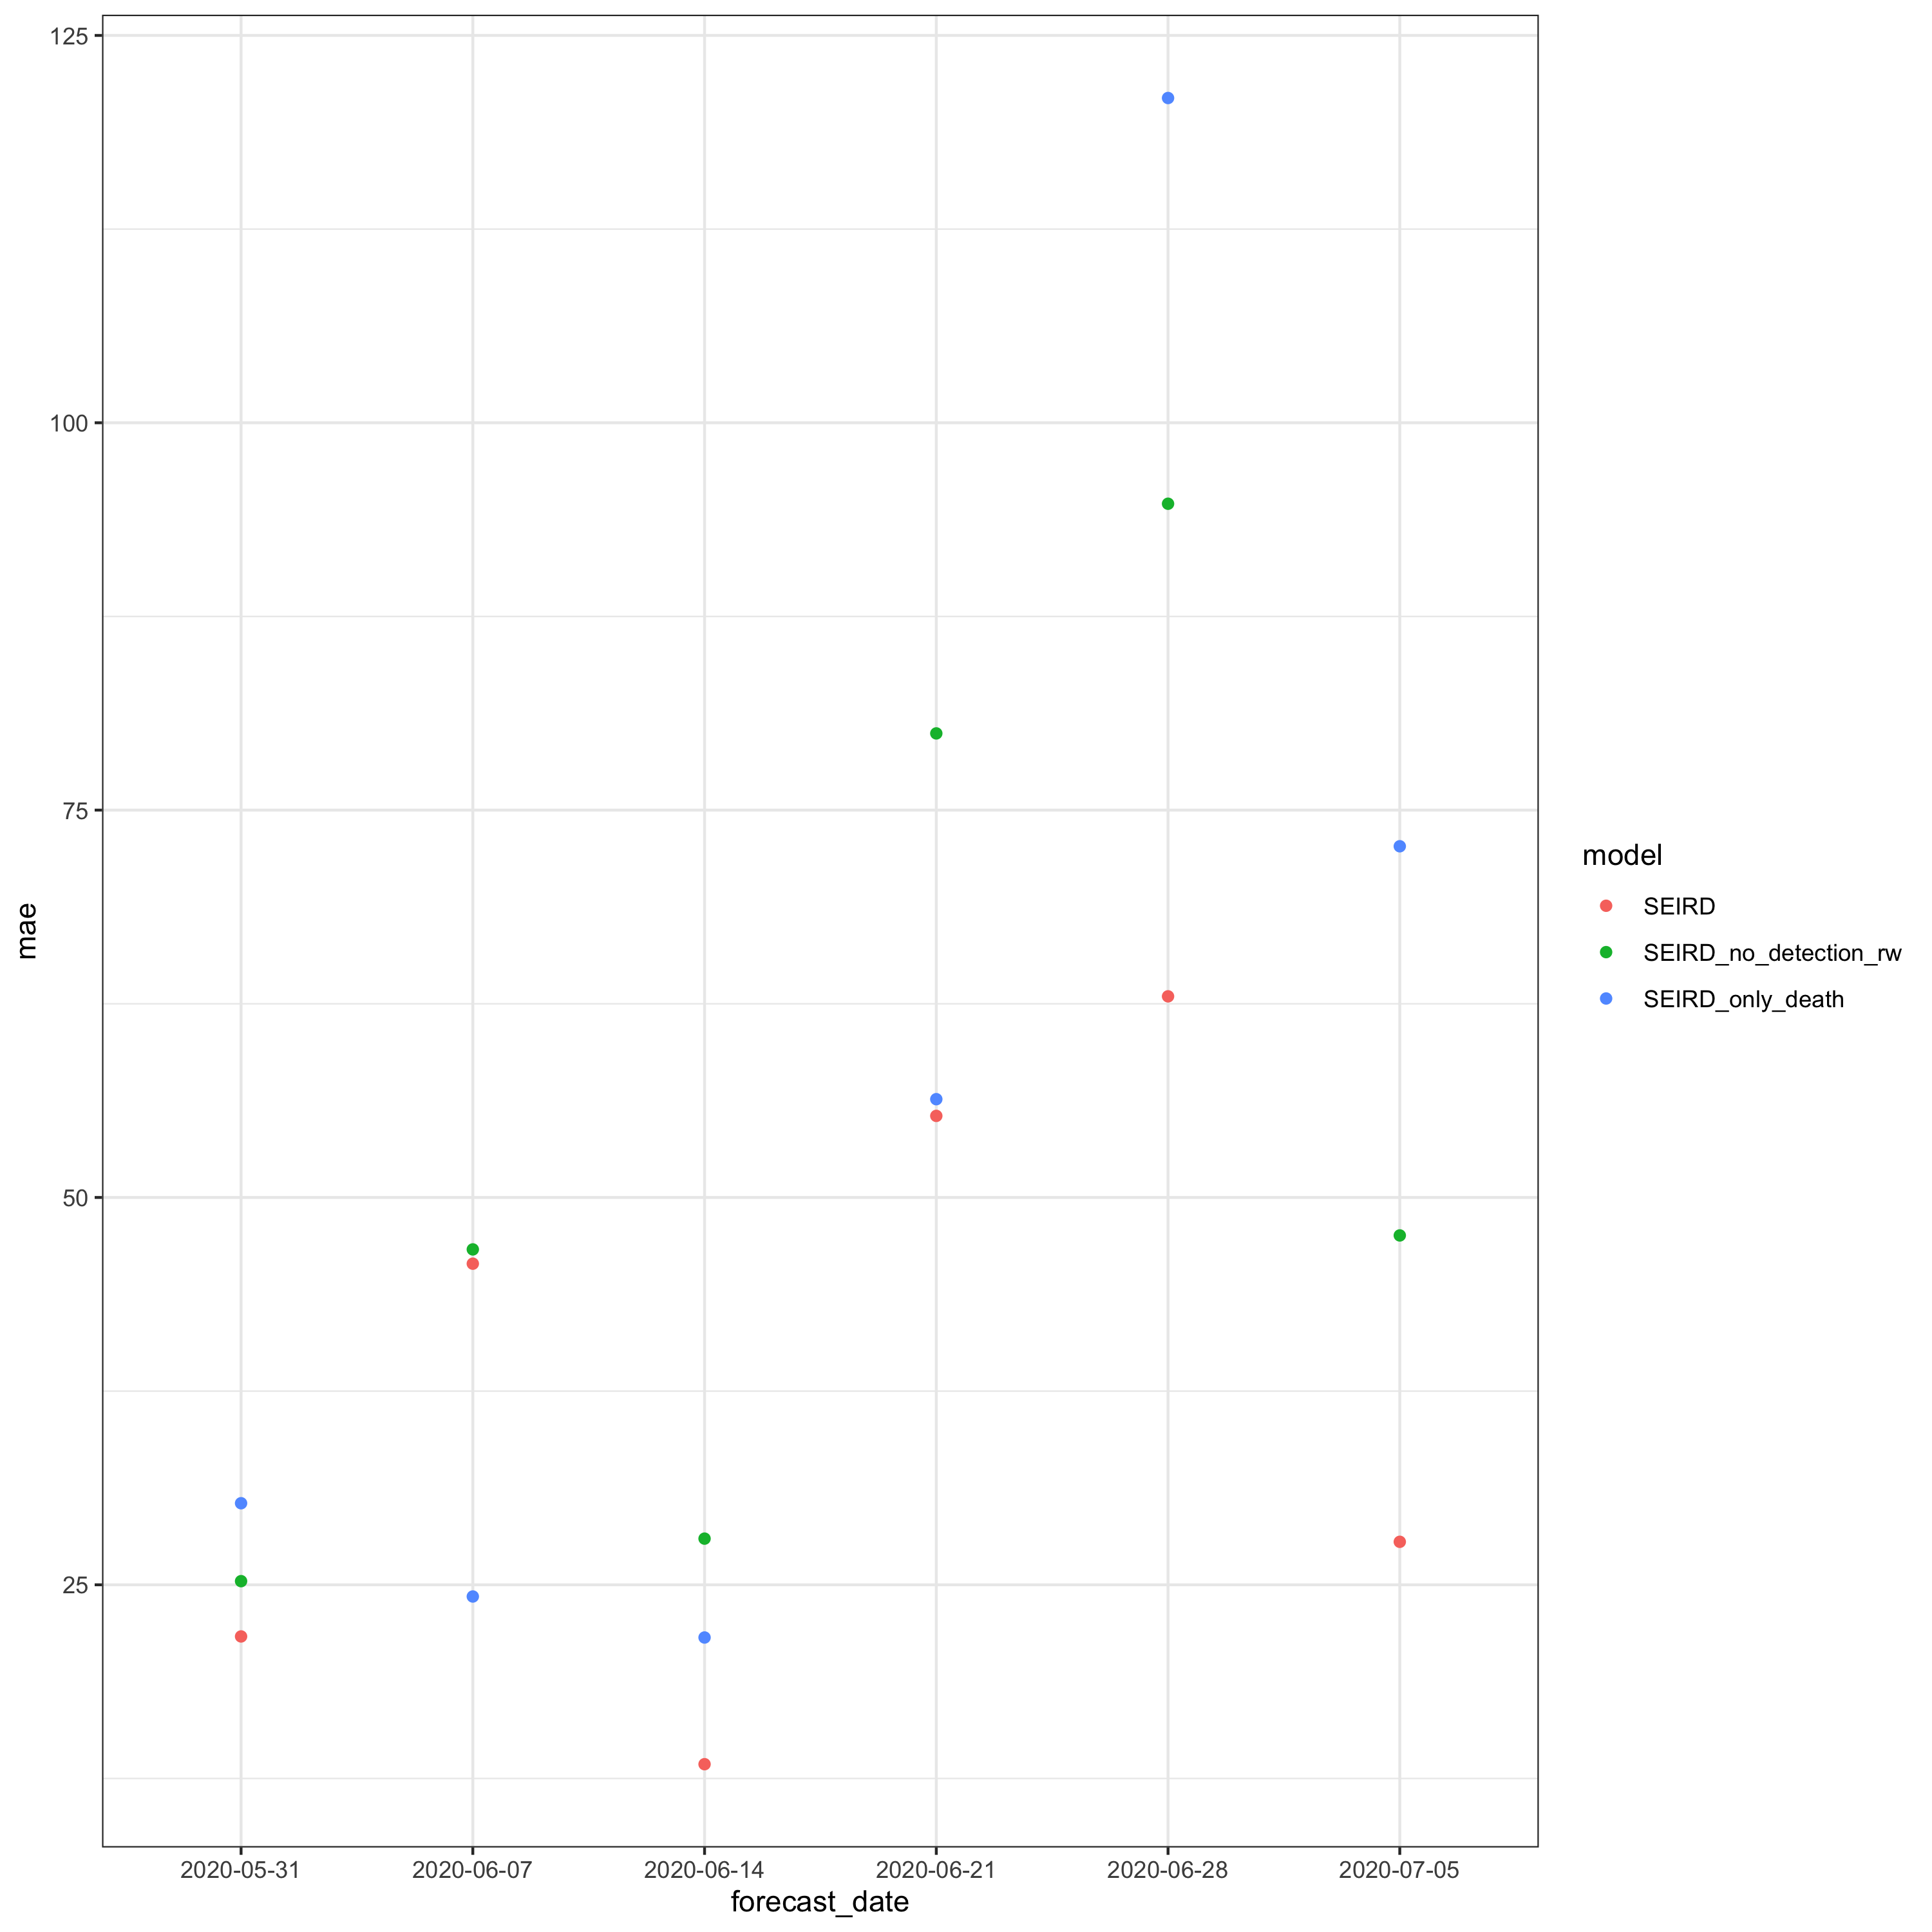 125
100
75
50
25
mae
2020-05-31 2020-06-07 2020-06-14 2020-06-21 2020-06-28 2020-07-05
forecast_date
model
SEIRD
SEIRD_no_detection_rw
SEIRD_only_death